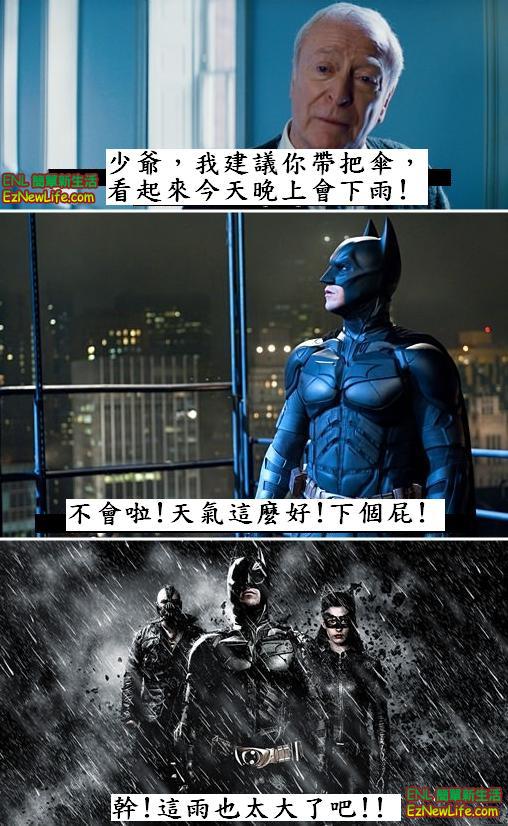 少爺，我建議你帶把傘，
看起來今天晚上會下雨!
ENL 簡單新生活
EzNewLife.com
不會啦!天氣這麼好!下個屁!
ENL 簡單新生活
EzNewLife.com
幹!這雨也太大了吧!!